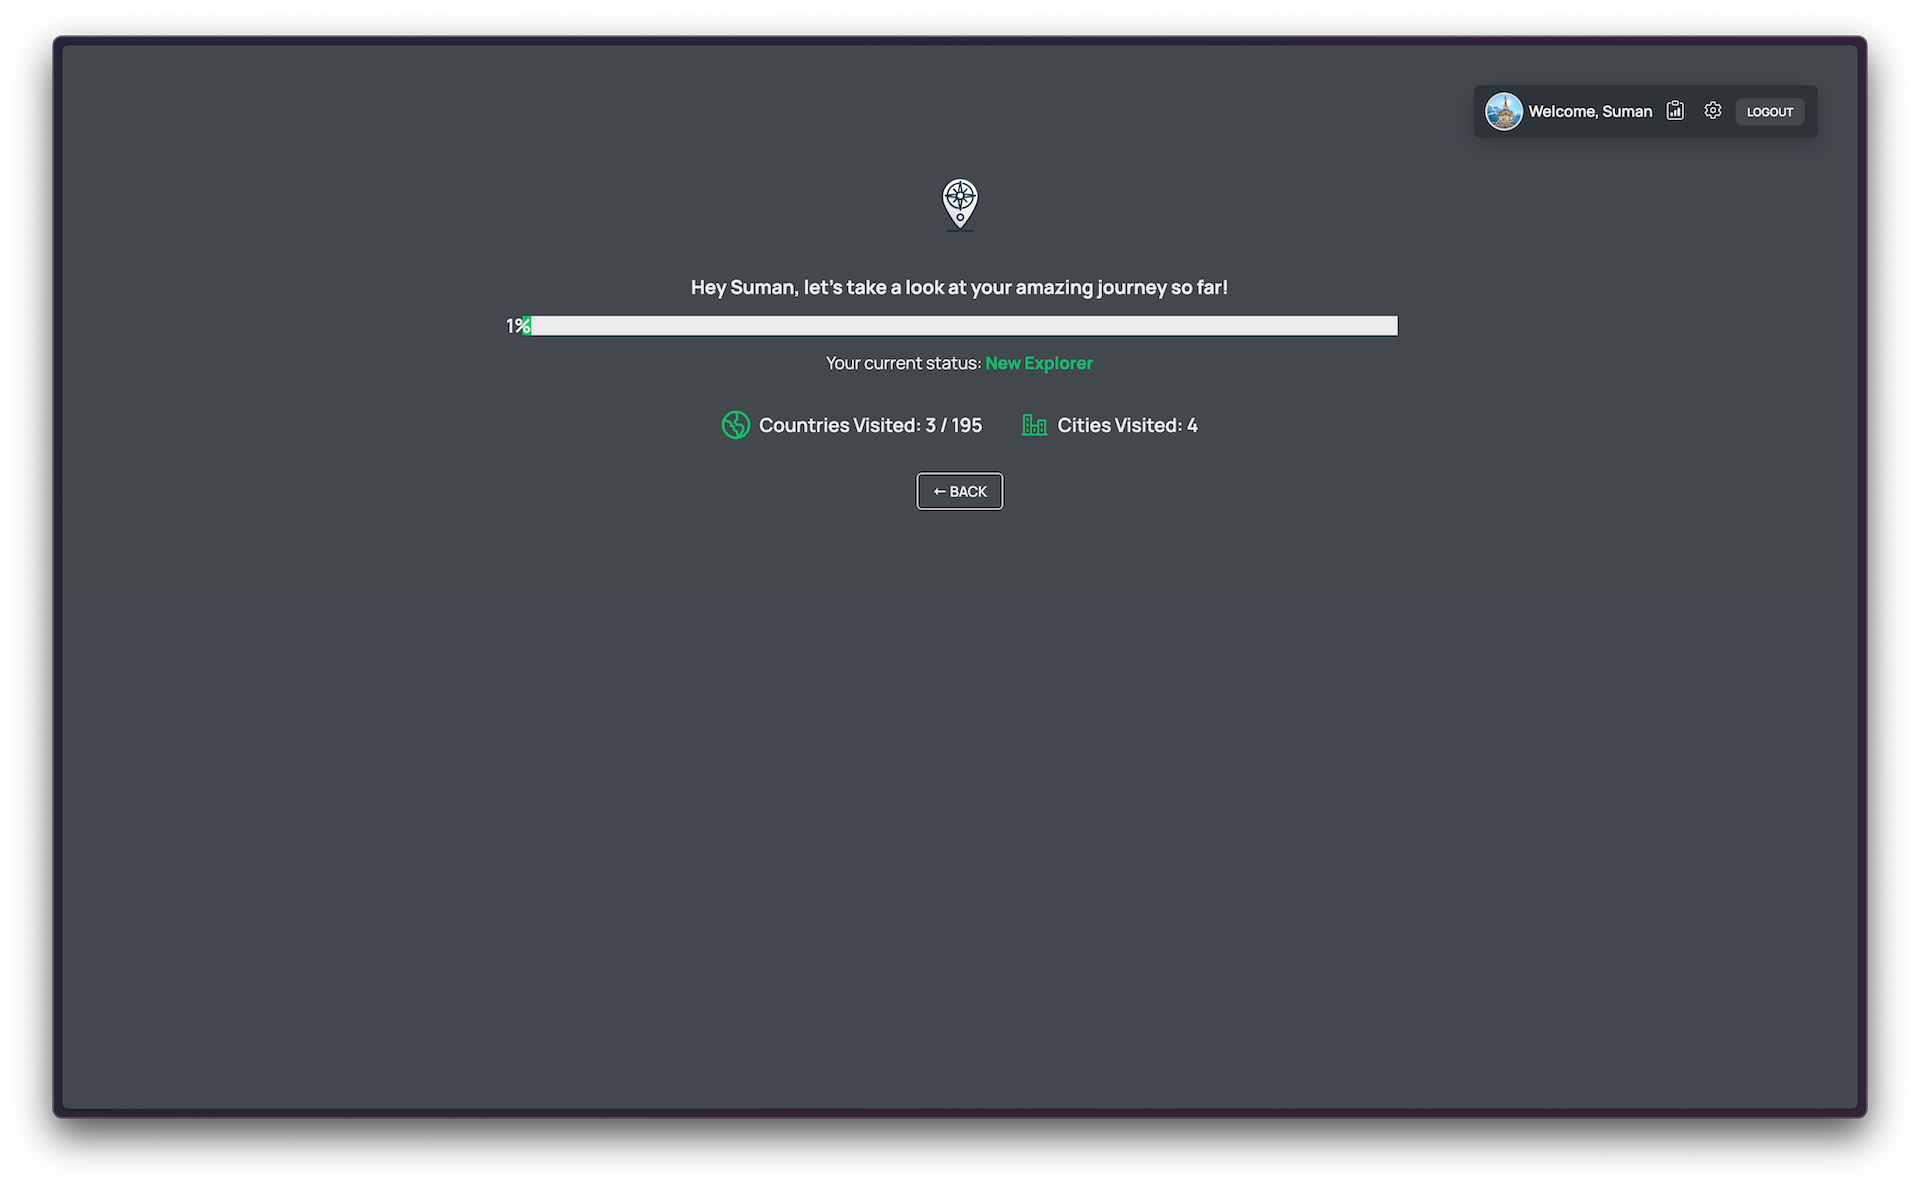 Welcome, Suman LOGOUT
Hey Suman, let's take a look at your amazing journey so far!
1%
Your current status: New Explorer
Countries Visited: 3 / 195 Cities Visited: 4
← BACK